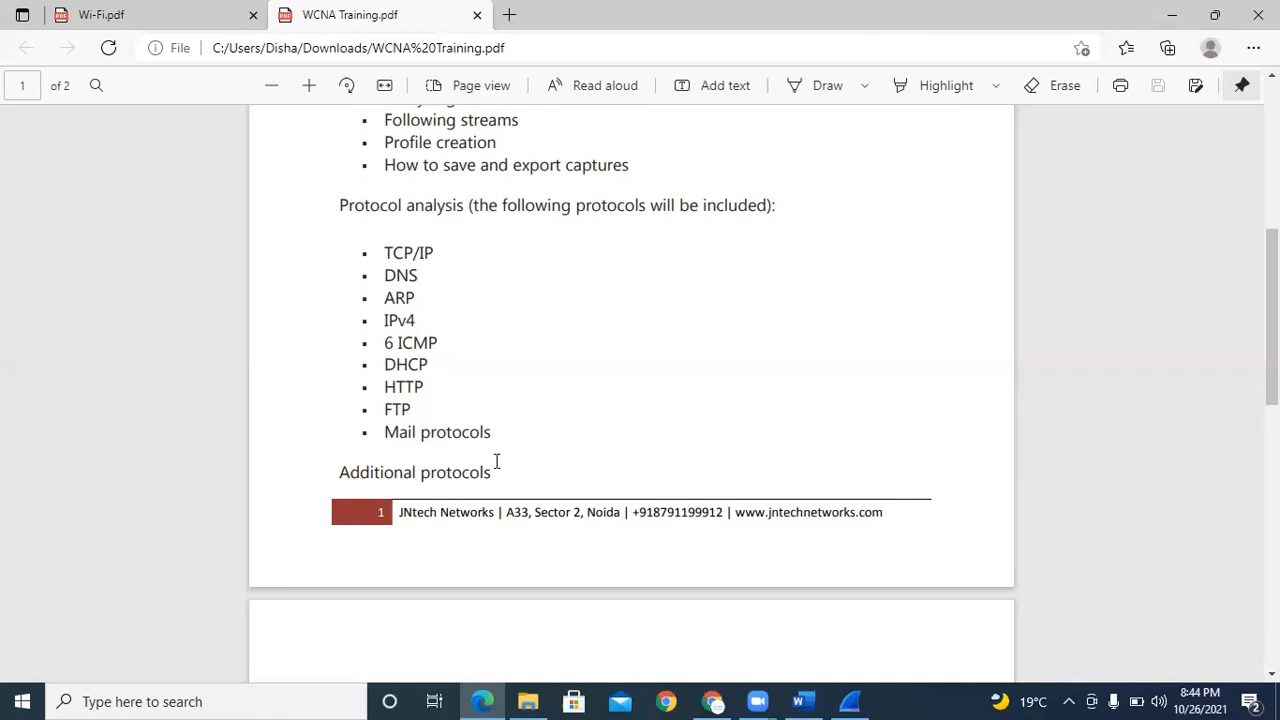 Wi-Fi.pdf
WCNA Training.pdf
File C:/Users/Disha/Downloads/WCNA%20Training.pdf
1 of 2 Page view Read aloud Add text Draw Highlight Erase
▪ Following streams
▪ Profile creation
▪ How to save and export captures
Protocol analysis (the following protocols will be included):
▪ TCP/IP
▪ DNS
▪ ARP
▪ IPv4
▪ 6 ICMP
▪ DHCP
▪ HTTP
▪ FTP
▪ Mail protocols
Additional protocols
1 JNtech Networks | A33, Sector 2, Noida | +918791199912 | www.jntechnetworks.com
Type here to search
19°C
8:44 PM
10/26/2021
2